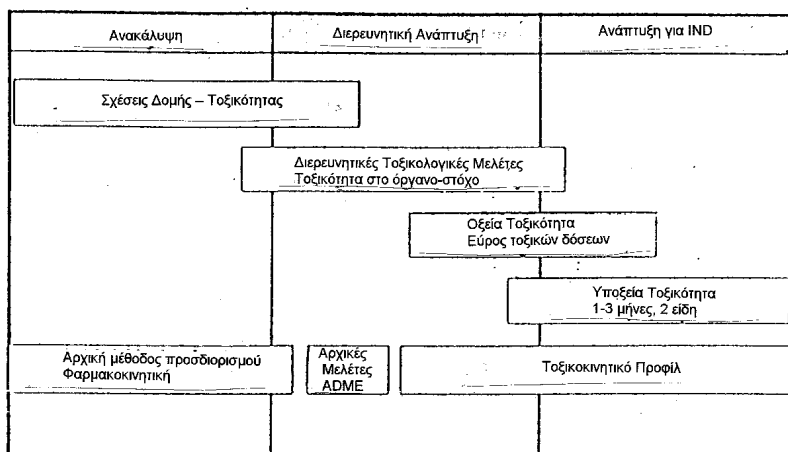 Ανακάλυψη
Διερευνητική Ανάπτυξη
Ανάπτυξη για IND
Σχέσεις Δομής – Τοξικότητας
Διερευνητικές Τοξικολογικές Μελέτες
Τοξικότητα στο όργανο-στόχο
Οξεία Τοξικότητα
Εύρος τοξικών δόσεων
Υποξεία Τοξικότητα
1-3 μήνες, 2 είδη
Αρχική μέθοδος προσδιορισμού
Φαρμακοκινητική
Αρχικές
Μελέτες
ADME
Τοξικοκινητικό Προφίλ